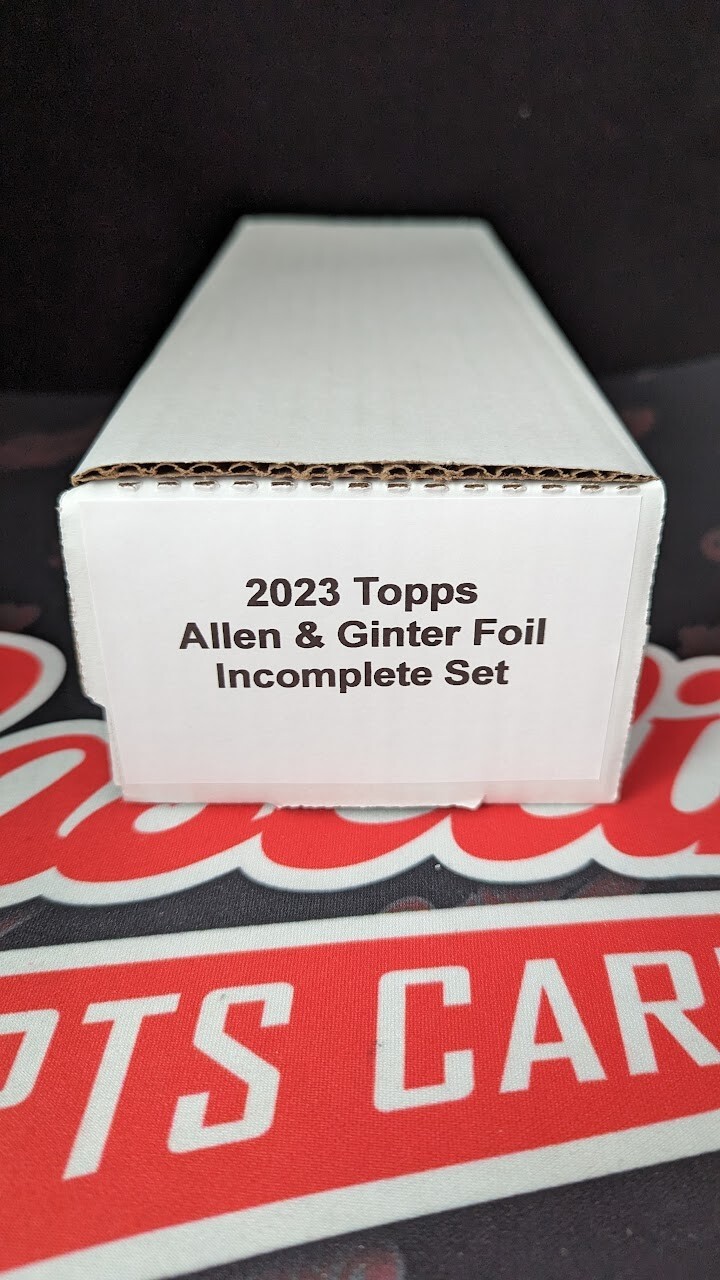 2023 Topps
Allen & Ginter Foil
Incomplete Set
PTS CAR